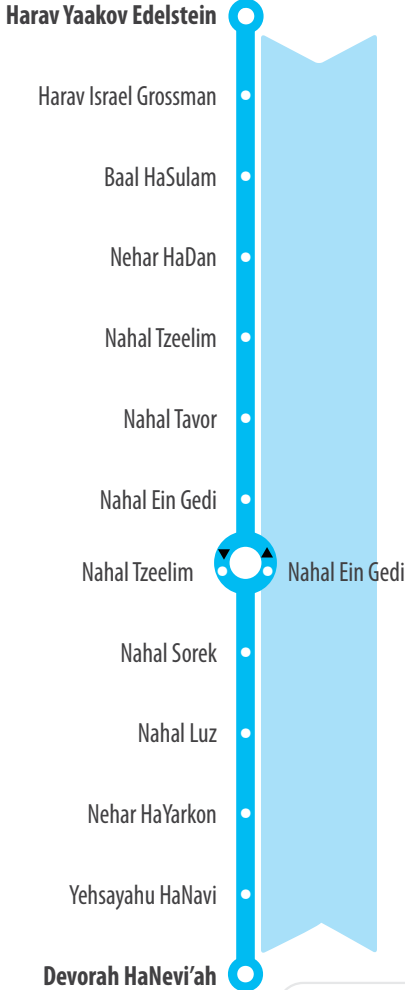 Harav Yaakov Edelstein
Harav Israel Grossman
Baal HaSulam
Nehar HaDan
Nahal Tzeelim
Nahal Tavor
Nahal Ein Gedi
Nahal Tzeelim
Nahal Ein Gedi
Nahal Sorek
Nahal Luz
Nehar HaYarkon
Yehsayahu HaNavi
Devorah HaNevi’ah